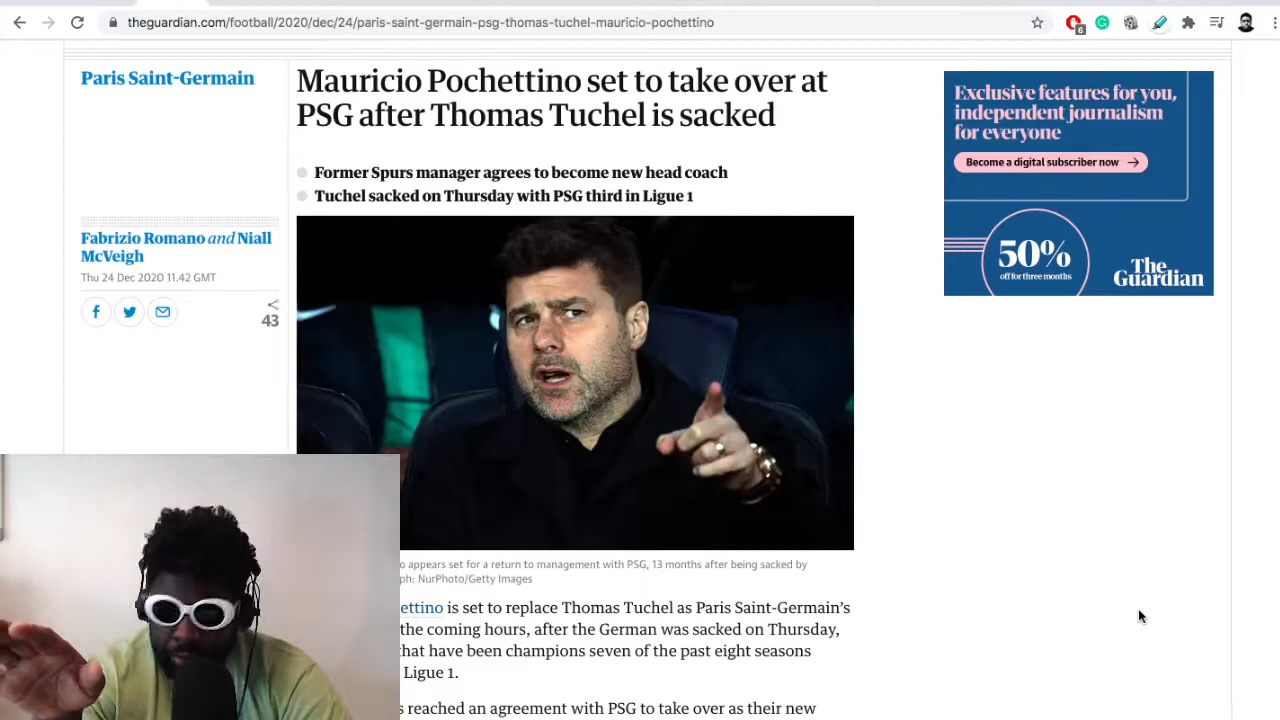 theguardian.com/football/2020/dec/24/paris-saint-germain-psg-thomas-tuchel-mauricio-pochettino
6
Paris Saint-Germain
Mauricio Pochettino set to take over at
PSG after Thomas Tuchel is sacked
Former Spurs manager agrees to become new head coach
Tuchel sacked on Thursday with PSG third in Ligue 1
Fabrizio Romano and Niall
McVeigh
Thu 24 Dec 2020 11.42 GMT
43
Exclusive features for you,
independent journalism
for everyone
Become a digital subscriber now
50%
off for three months
The
Guardian
o appears set for a return to management with PSG, 13 months after being sacked by
ph: NurPhoto/Getty Images
ettino is set to replace Thomas Tuchel as Paris Saint-Germain’s
the coming hours, after the German was sacked on Thursday,
that have been champions seven of the past eight seasons
Ligue 1.
s reached an agreement with PSG to take over as their new